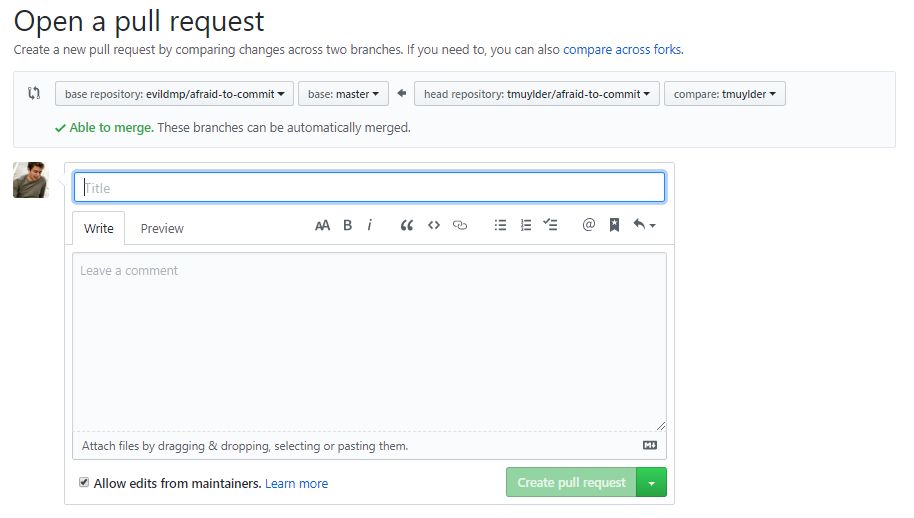 Open a pull request
Create a new pull request by comparing changes across two branches. If you need to, you can also compare across forks.
base repository: evildmp/afraid-to-commit base: master head repository: tmuylder/afraid-to-commit compare: tmuylder
Able to merge. These branches can be automatically merged.
Title
Write Preview AA B i
Leave a comment
Attach files by dragging & dropping, selecting or pasting them.
Allow edits from maintainers. Learn more Create pull request